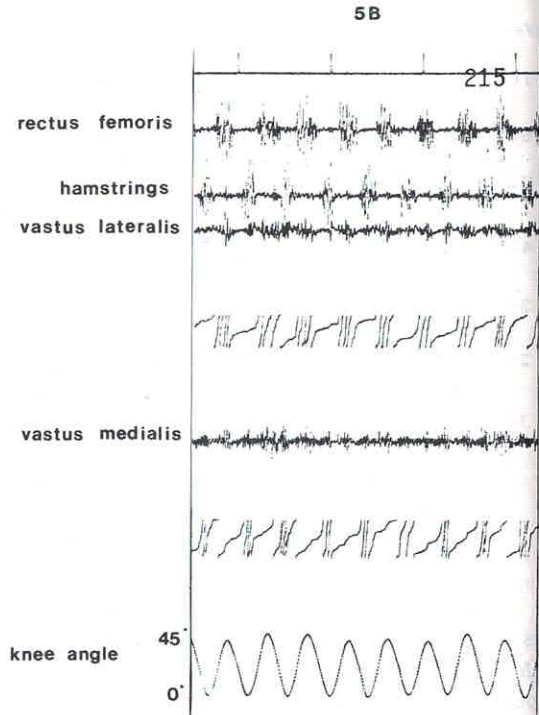 5B
215
rectus femoris
hamstrings
vastus lateralis
vastus medialis
45°
knee angle
0°